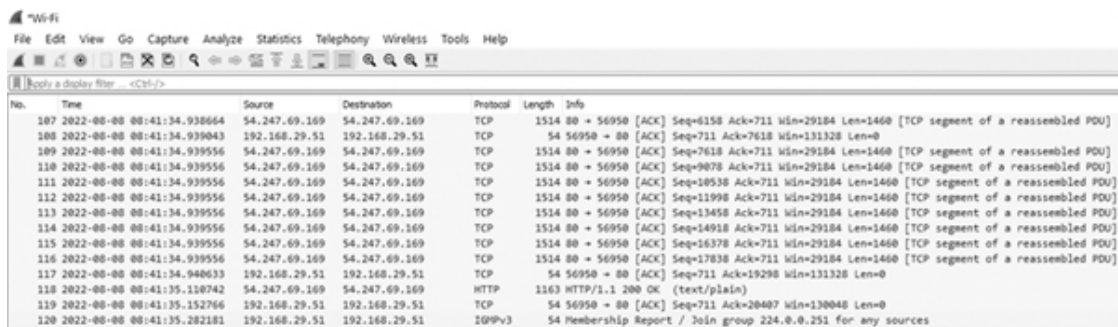 *Wi-Fi
File Edit View Go Capture Analyze Statistics Telephony Wireless Tools Help
Apply a display filter ... <Ctrl-/>
No. Time Source Destination Protocol Length Info
107 2022-08-08 08:41:34.938664 54.247.69.169 54.247.69.169 TCP 1514 80 → 56950 [ACK] Seq=6158 Ack=711 Win=29184 Len=1460 [TCP segment of a reassembled PDU]
108 2022-08-08 08:41:34.939043 192.168.29.51 192.168.29.51 TCP 54 56950 → 80 [ACK] Seq=711 Ack=7618 Win=131328 Len=0
109 2022-08-08 08:41:34.939556 54.247.69.169 54.247.69.169 TCP 1514 80 → 56950 [ACK] Seq=7618 Ack=711 Win=29184 Len=1460 [TCP segment of a reassembled PDU]
110 2022-08-08 08:41:34.939556 54.247.69.169 54.247.69.169 TCP 1514 80 → 56950 [ACK] Seq=9078 Ack=711 Win=29184 Len=1460 [TCP segment of a reassembled PDU]
111 2022-08-08 08:41:34.939556 54.247.69.169 54.247.69.169 TCP 1514 80 → 56950 [ACK] Seq=10538 Ack=711 Win=29184 Len=1460 [TCP segment of a reassembled PDU]
112 2022-08-08 08:41:34.939556 54.247.69.169 54.247.69.169 TCP 1514 80 → 56950 [ACK] Seq=11998 Ack=711 Win=29184 Len=1460 [TCP segment of a reassembled PDU]
113 2022-08-08 08:41:34.939556 54.247.69.169 54.247.69.169 TCP 1514 80 → 56950 [ACK] Seq=13458 Ack=711 Win=29184 Len=1460 [TCP segment of a reassembled PDU]
114 2022-08-08 08:41:34.939556 54.247.69.169 54.247.69.169 TCP 1514 80 → 56950 [ACK] Seq=14918 Ack=711 Win=29184 Len=1460 [TCP segment of a reassembled PDU]
115 2022-08-08 08:41:34.939556 54.247.69.169 54.247.69.169 TCP 1514 80 → 56950 [ACK] Seq=16378 Ack=711 Win=29184 Len=1460 [TCP segment of a reassembled PDU]
116 2022-08-08 08:41:34.939556 54.247.69.169 54.247.69.169 TCP 1514 80 → 56950 [ACK] Seq=17838 Ack=711 Win=29184 Len=1460 [TCP segment of a reassembled PDU]
117 2022-08-08 08:41:34.940633 192.168.29.51 192.168.29.51 TCP 54 56950 → 80 [ACK] Seq=711 Ack=19298 Win=131328 Len=0
118 2022-08-08 08:41:35.110742 54.247.69.169 54.247.69.169 HTTP 1163 HTTP/1.1 200 OK (text/plain)
119 2022-08-08 08:41:35.152766 192.168.29.51 192.168.29.51 TCP 54 56950 → 80 [ACK] Seq=711 Ack=20407 Win=130048 Len=0
120 2022-08-08 08:41:35.282181 192.168.29.51 192.168.29.51 IGMPv3 54 Membership Report / Join group 224.0.0.251 for any sources